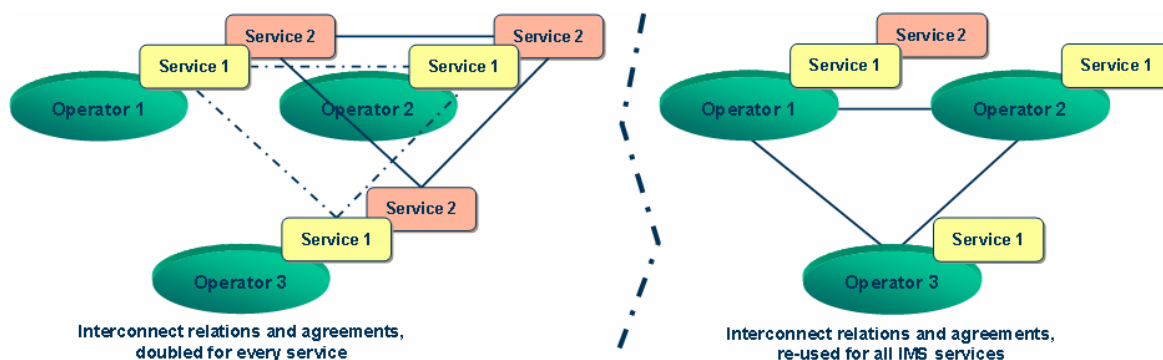 Service 2
Service 2
Service 1
Service 1
Operator 1
Operator 2
Service 2
Service 1
Operator 3
Interconnect relations and agreements,
doubled for every service
Service 2
Service 1
Service 1
Operator 1
Operator 2
Service 1
Operator 3
Interconnect relations and agreements,
re-used for all IMS services